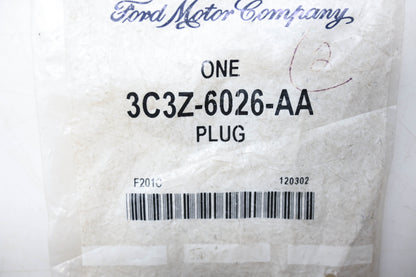 Ford Motor Company
ONE
3C3Z-6026-AA
PLUG
F201C 120302